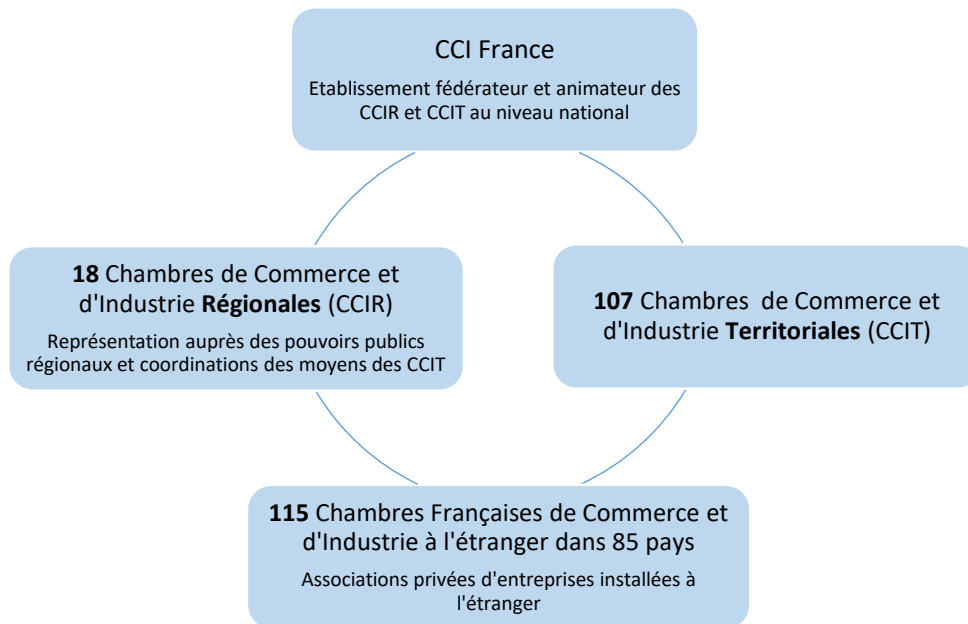 CCI France
Etablissement fédérateur et animateur des
CCIR et CCIT au niveau national
18 Chambres de Commerce et
d'Industrie Régionales (CCIR)
Représentation auprès des pouvoirs publics
régionaux et coordinations des moyens des CCIT
107 Chambres de Commerce et
d'Industrie Territoriales (CCIT)
115 Chambres Françaises de Commerce et
d'Industrie à l'étranger dans 85 pays
Associations privées d'entreprises installées à
l'étranger